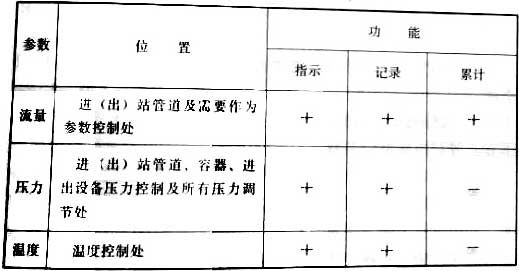 参数 位置 功能
指示 记录 累计
流量 进（出）站管道及需要作为
参数控制处 + + +
压力 进（出）站管道、容器、进
出设备压力控制及所有压力调
节处 + + −
温度 温度控制处 + + −